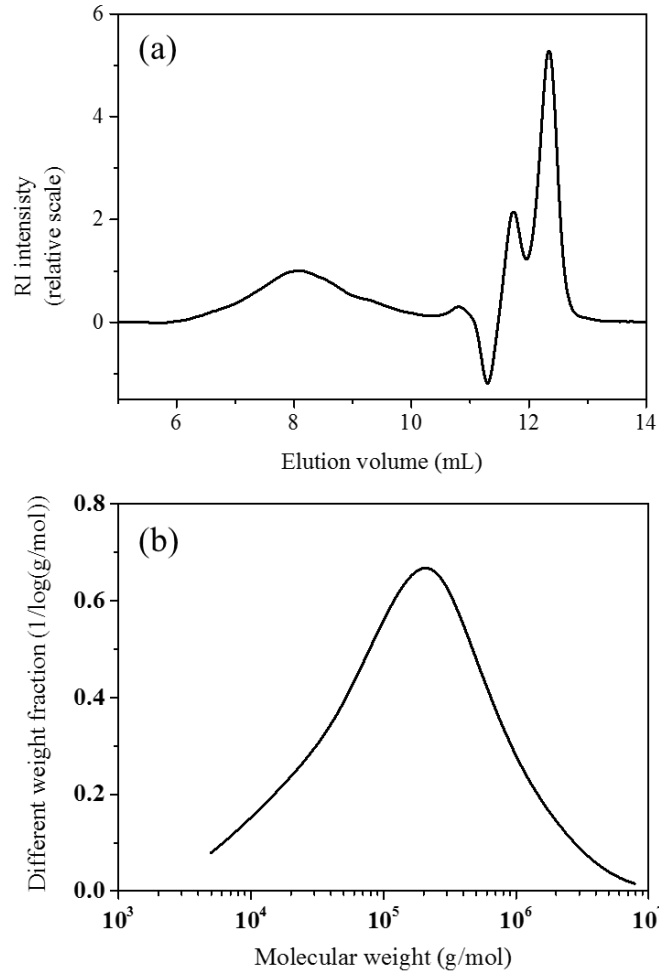 (a)
6
4
2
0
RI intensisty
(relative scale)
6 8 10 12 14
Elution volume (mL)
(b)
0.8
0.6
0.4
0.2
0.0
Different weight fraction (1/log(g/mol))
10³ 10⁴ 10⁵ 10⁶ 10
Molecular weight (g/mol)